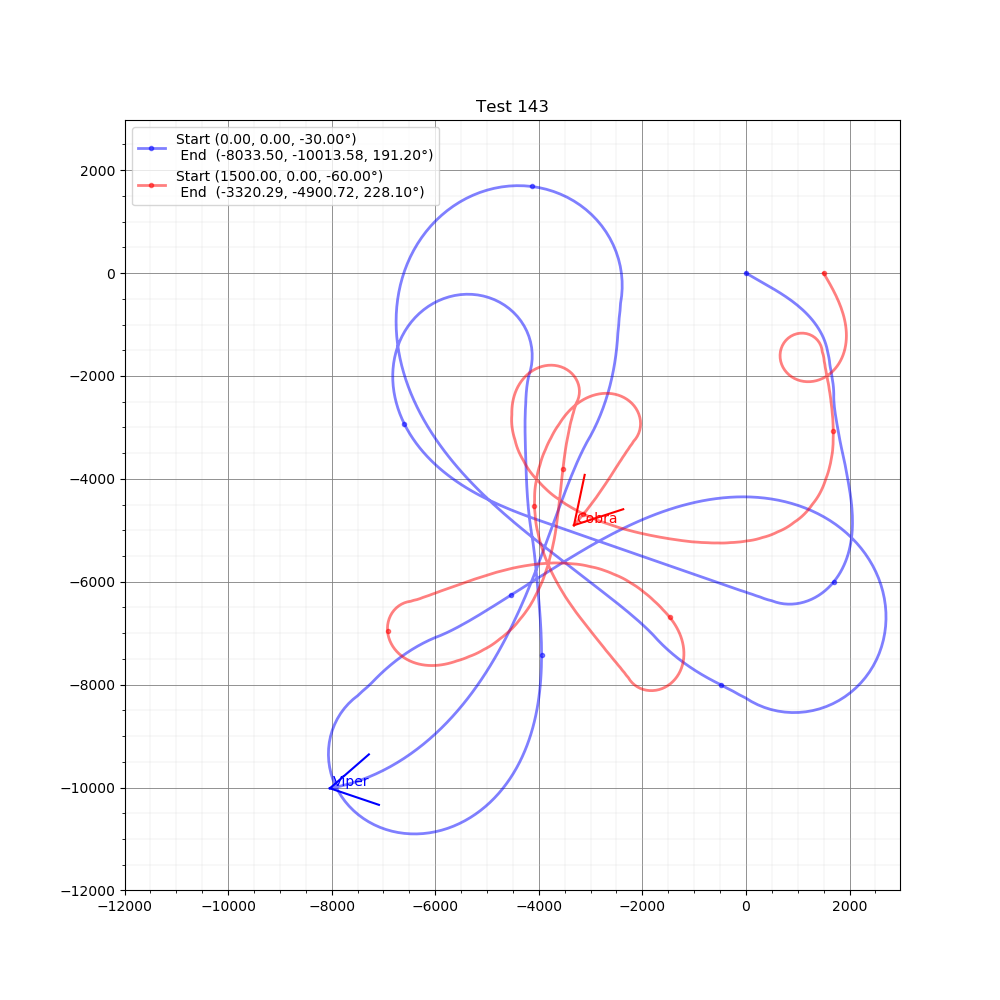 Test 143
Start (0.00, 0.00, -30.00°)
End (-8033.50, -10013.58, 191.20°)
Start (1500.00, 0.00, -60.00°)
End (-3320.29, -4900.72, 228.10°)
2000
0
−2000
−4000
Cobra
−6000
−8000
Viper
−10000
−12000
−12000 −10000 −8000 −6000 −4000 −2000 0 2000